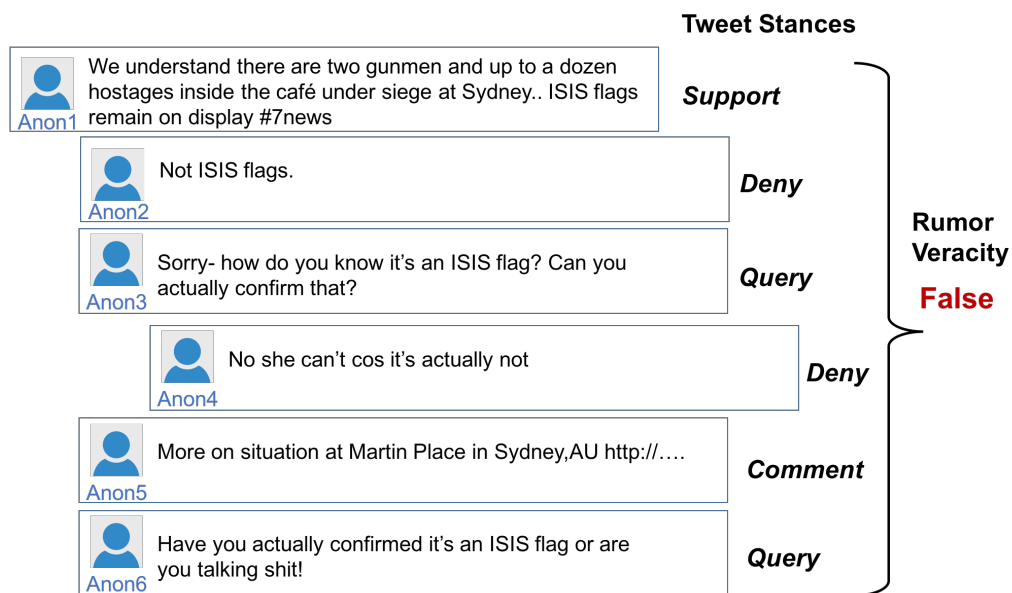 Tweet Stances
We understand there are two gunmen and up to a dozen
hostages inside the café under siege at Sydney.. ISIS flags
remain on display #7news
Anon1
Support
Not ISIS flags.
Anon2
Deny
Sorry- how do you know it’s an ISIS flag? Can you
actually confirm that?
Anon3
Query
No she can’t cos it’s actually not
Anon4
Deny
More on situation at Martin Place in Sydney,AU http://….
Anon5
Comment
Have you actually confirmed it’s an ISIS flag or are
you talking shit!
Anon6
Query
Rumor
Veracity
False